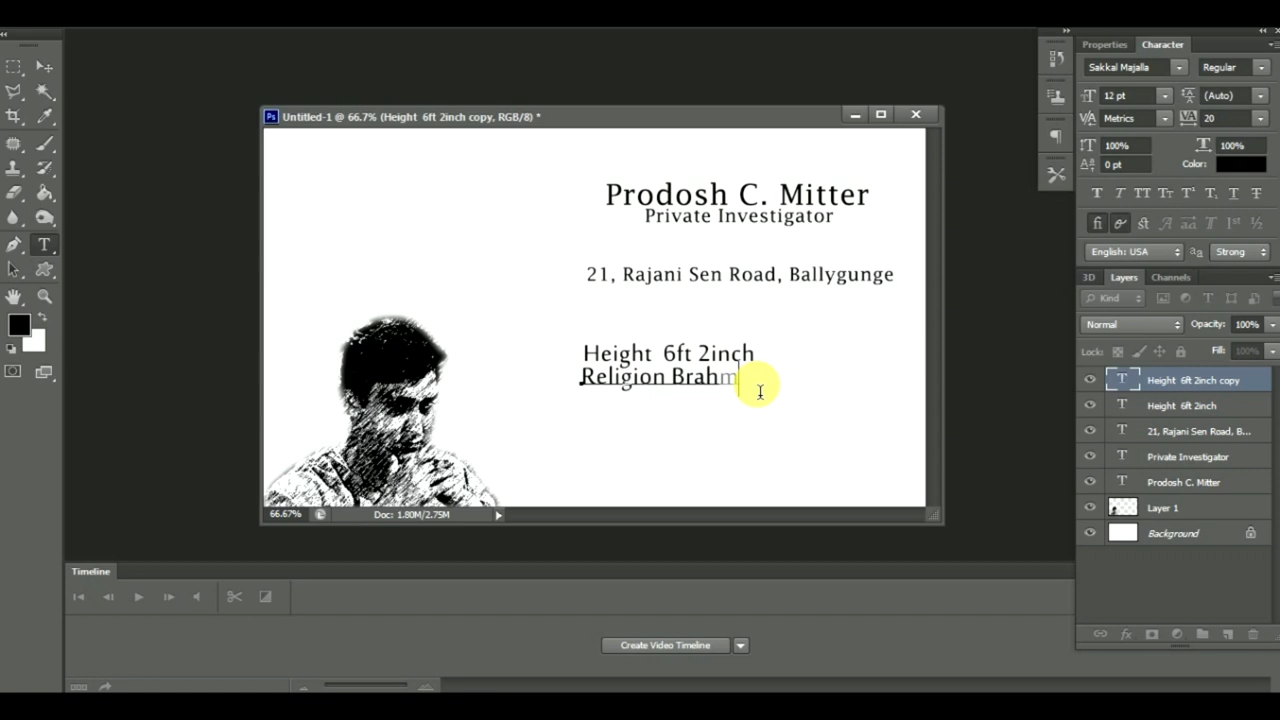 Properties Character
Sakkal Majalla Regular
12 pt (Auto)
Metrics 20
100% 100%
0 pt Color:
English: USA Strong
3D Layers Channels
Kind
Normal Opacity: 100%
Lock: Fill: 100%
Height 6ft 2inch copy
Height 6ft 2inch
21, Rajani Sen Road, B...
Private Investigator
Prodosh C. Mitter
Layer 1
Background
Untitled-1 @ 66.7% (Height 6ft 2inch copy, RGB/8) *
Prodosh C. Mitter
Private Investigator
21, Rajani Sen Road, Ballygunge
Height 6ft 2inch
Religion Brahm
66.67% Doc: 1.80M/2.75M
Timeline
Create Video Timeline